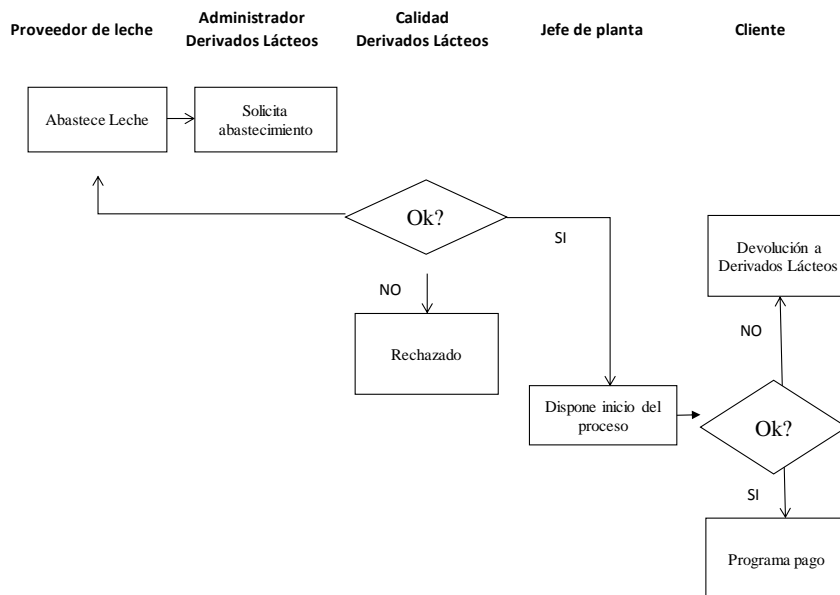 Proveedor de leche
Administrador
Derivados Lácteos
Calidad
Derivados Lácteos
Jefe de planta
Cliente
Abastece Leche
Solicita
abastecimiento
Ok?
SI
NO
Rechazado
Devolución a
Derivados Lácteos
NO
Dispone inicio del
proceso
Ok?
SI
Programa pago